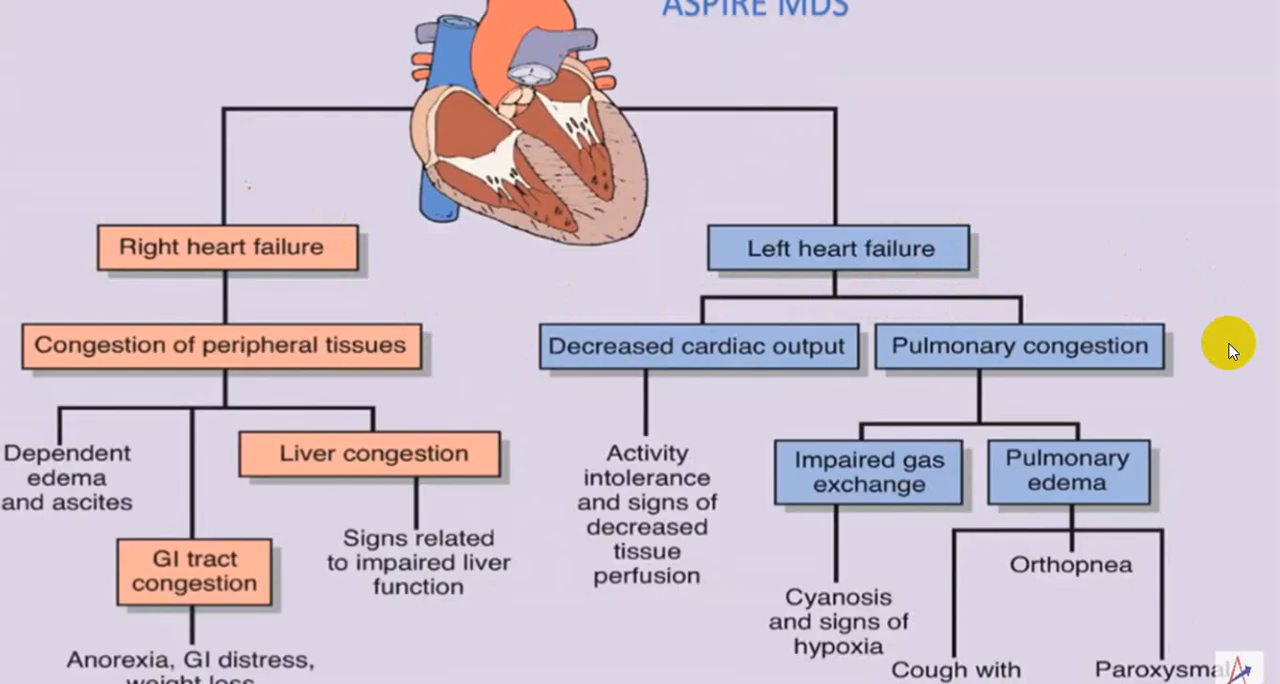 ASPIRE MDS
Right heart failure
Left heart failure
Congestion of peripheral tissues
Decreased cardiac output
Pulmonary congestion
Dependent
edema
and ascites
Liver congestion
Signs related
to impaired liver
function
GI tract
congestion
Anorexia, GI distress,
weight loss
Activity
intolerance
and signs of
decreased
tissue
perfusion
Impaired gas
exchange
Cyanosis
and signs of
hypoxia
Pulmonary
edema
Orthopnea
Cough with
Paroxysmal